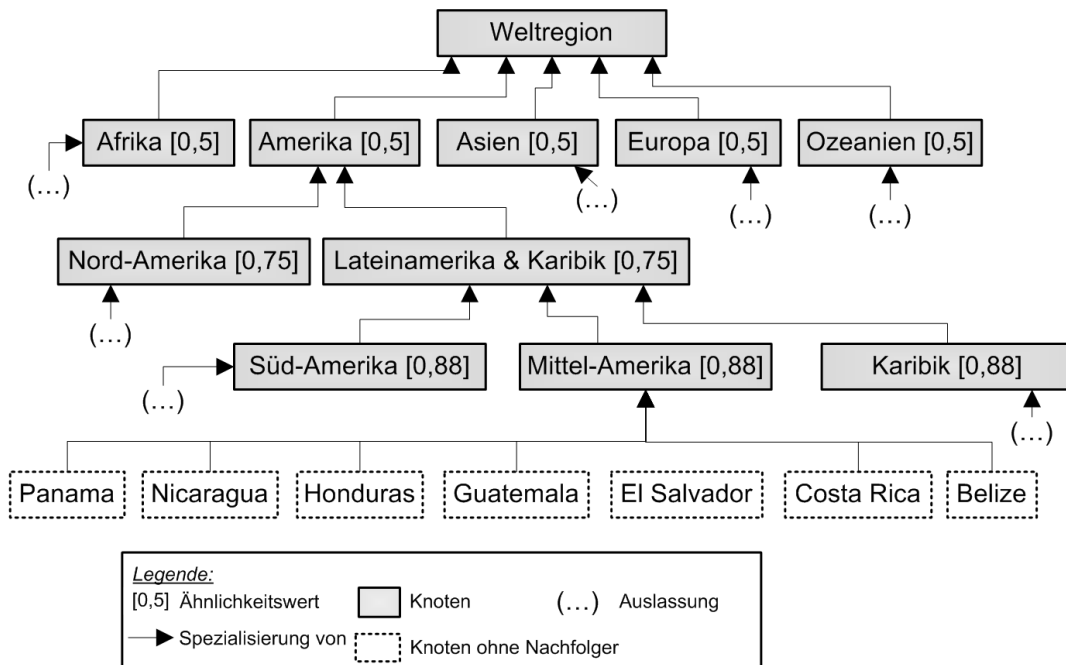 Weltregion
Afrika [0,5]
Amerika [0,5]
Asien [0,5]
Europa [0,5]
Ozeanien [0,5]
(…)
(…)
(…)
(…)
Nord-Amerika [0,75]
Lateinamerika & Karibik [0,75]
(…)
Süd-Amerika [0,88]
Mittel-Amerika [0,88]
Karibik [0,88]
(…)
(…)
Panama
Nicaragua
Honduras
Guatemala
El Salvador
Costa Rica
Belize
Legende:
[0,5] Ähnlichkeitswert
Knoten
(…) Auslassung
Spezialisierung von
Knoten ohne Nachfolger